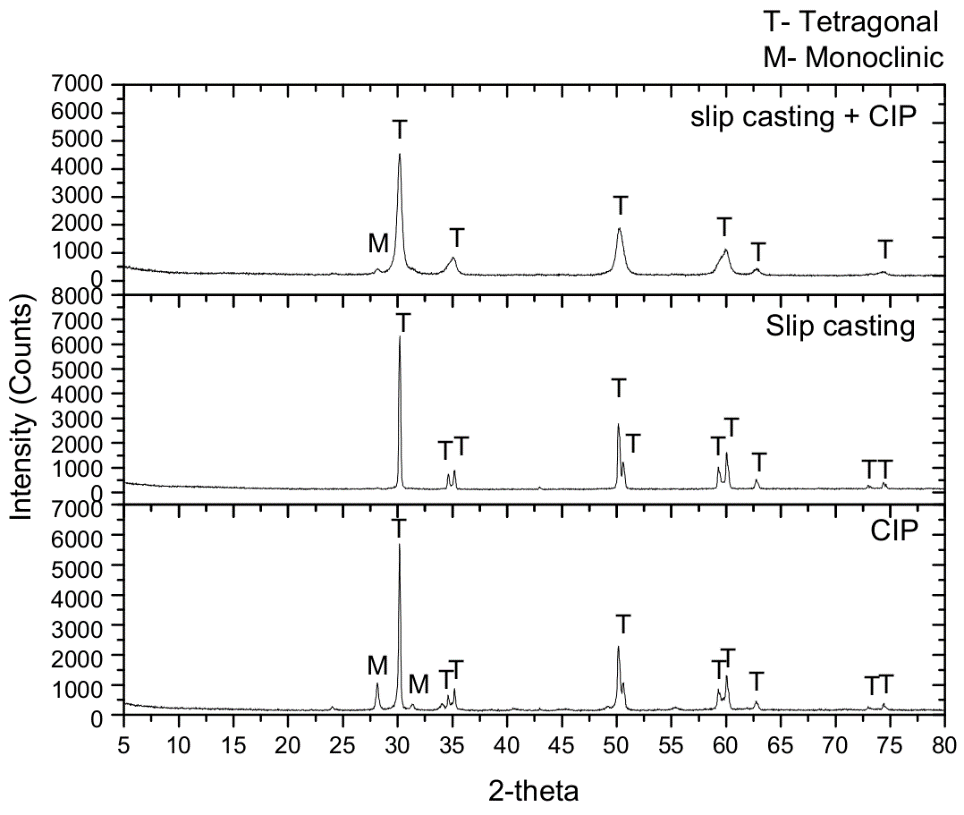 T- Tetragonal
M- Monoclinic
7000
6000
5000
4000
3000
2000
1000
0
slip casting + CIP
T
M
T
T
T
T
T
8000
7000
6000
5000
4000
3000
2000
1000
0
Slip casting
T
T T
T
T
T T
T
T T
7000
6000
5000
4000
3000
2000
1000
0
CIP
T
M
M
T T
T
T T
T
T T
Intensity (Counts)
5 10 15 20 25 30 35 40 45 50 55 60 65 70 75 80
2-theta